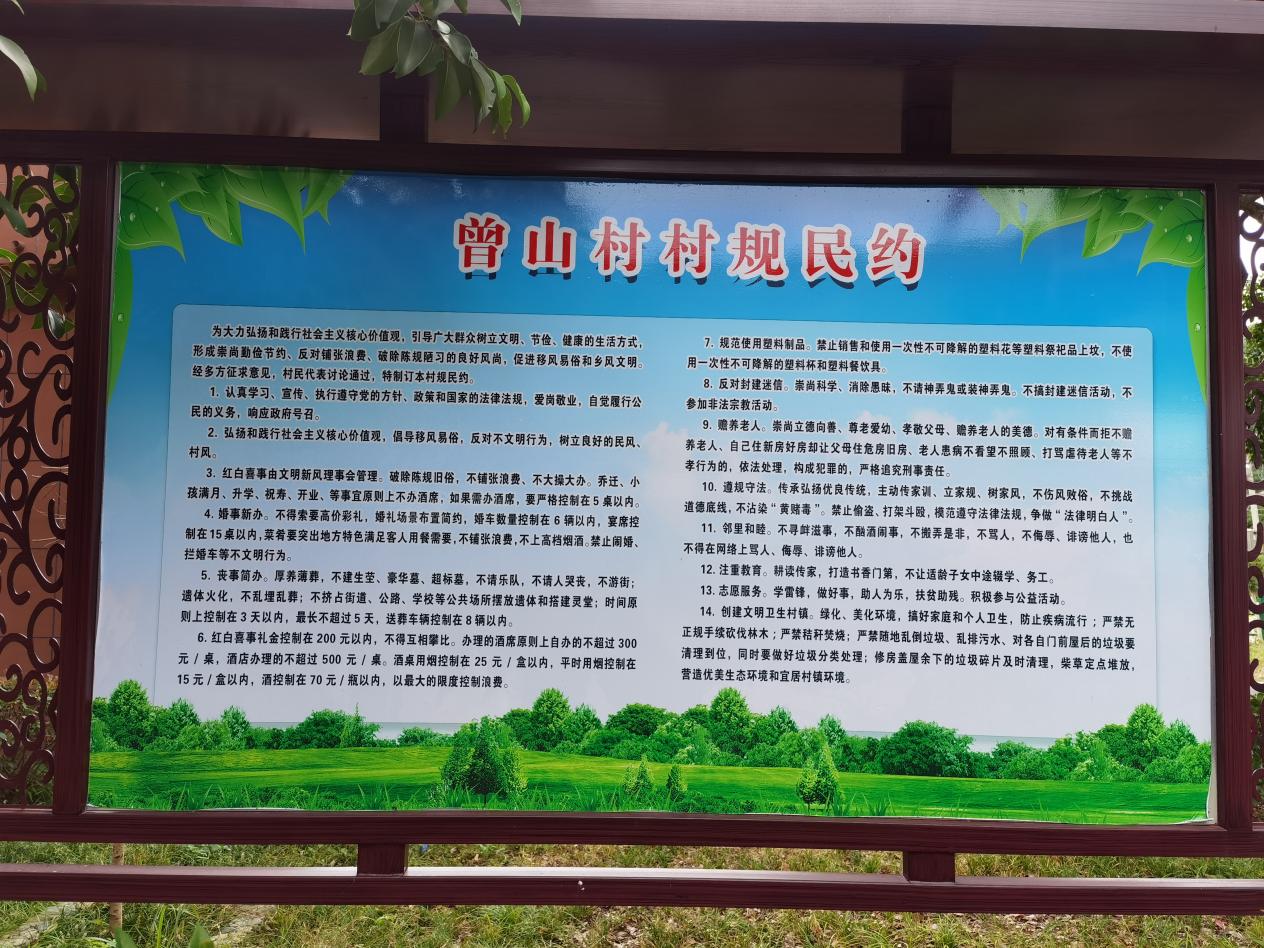 曾山村村规民约
为大力弘扬和践行社会主义核心价值观，引导广大群众树立文明、节俭、健康的生活方式，
形成崇尚勤俭节约、反对铺张浪费、破除陈规陋习的良好风尚，促进移风易俗和乡风文明。
经多方征求意见，村民代表讨论通过，特制订本村规民约。
1. 认真学习、宣传、执行遵守党的方针、政策和国家的法律法规，爱岗敬业，自觉履行公
民的义务，响应政府号召。
2. 弘扬和践行社会主义核心价值观，倡导移风易俗，反对不文明行为，树立良好的民风、
村风。
3. 红白喜事由文明新风理事会管理。破除陈规旧俗，不铺张浪费、不大操大办。乔迁、小
孩满月、升学、祝寿、开业、等事宜原则上不办酒席，如果需办酒席，要严格控制在 5 桌以内。
4. 婚事新办。不得索要高价彩礼，婚礼场景布置简约，婚车数量控制在 6 辆以内，宴席控
制在15桌以内，菜肴要突出地方特色满足客人用餐需要，不铺张浪费，不上高档烟酒。禁止闹婚、
拦婚车等不文明行为。
5. 丧事简办。厚养薄葬，不建生茔、豪华墓、超标墓，不请乐队，不请人哭丧，不游街；
遗体火化，不乱埋乱葬；不挤占街道、公路、学校等公共场所摆放遗体和搭建灵堂；时间原
则上控制在 3 天以内，最长不超过 5 天，送葬车辆控制在 8 辆以内。
6. 红白喜事礼金控制在 200 元以内，不得互相攀比。办理的酒席原则上自办的不超过 300
元 / 桌，酒店办理的不超过 500 元 / 桌。酒桌用烟控制在 25 元 / 盒以内，平时用烟控制在
15 元 / 盒以内，酒控制在 70 元 / 瓶以内，以最大的限度控制浪费。
7. 规范使用塑料制品。禁止销售和使用一次性不可降解的塑料花等塑料祭祀品上坟，不使
用一次性不可降解的塑料杯和塑料餐饮具。
8. 反对封建迷信。崇尚科学、消除愚昧，不请神弄鬼或装神弄鬼。不搞封建迷信活动，不
参加非法宗教活动。
9. 赡养老人。崇尚立德向善、尊老爱幼、孝敬父母、赡养老人的美德。对有条件而拒不赡
养老人、自己住新房好房却让父母住危房旧房、老人患病不看望不照顾、打骂虐待老人等不
孝行为的，依法处理，构成犯罪的，严格追究刑事责任。
10. 遵规守法。传承弘扬优良传统，主动传家训、立家规、树家风，不伤风败俗，不挑战
道德底线，不沾染“黄赌毒”。禁止偷盗、打架斗殴，模范遵守法律法规，争做“法律明白人”。
11. 邻里和睦。不寻衅滋事，不酗酒闹事，不搬弄是非，不骂人，不侮辱、诽谤他人，也
不得在网络上骂人、侮辱、诽谤他人。
12. 注重教育。耕读传家，打造书香门第，不让适龄子女中途辍学、务工。
13. 志愿服务。学雷锋，做好事，助人为乐，扶贫助残。积极参与公益活动。
14. 创建文明卫生村镇。绿化、美化环境，搞好家庭和个人卫生，防止疾病流行；严禁无
正规手续砍伐林木；严禁秸秆焚烧；严禁随地乱倒垃圾、乱排污水、对各自门前屋后的垃圾要
清理到位，同时要做好垃圾分类处理；修房盖屋余下的垃圾碎片及时清理，柴草定点堆放，
营造优美生态环境和宜居村镇环境。